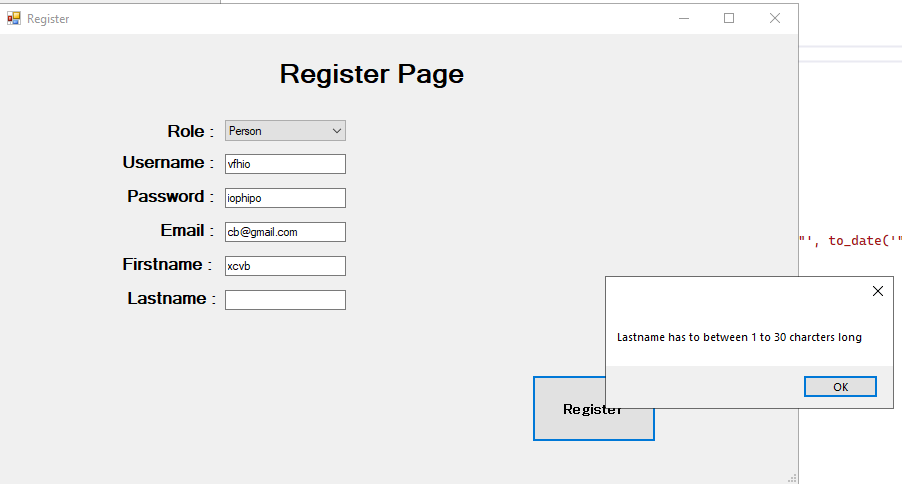 Register
Register Page
Role : Person
Username : vfhio
Password : iophipo
Email : cb@gmail.com
"', to_date('"
Firstname : xcvb
Lastname :
Lastname has to between 1 to 30 charcters long
OK
Register